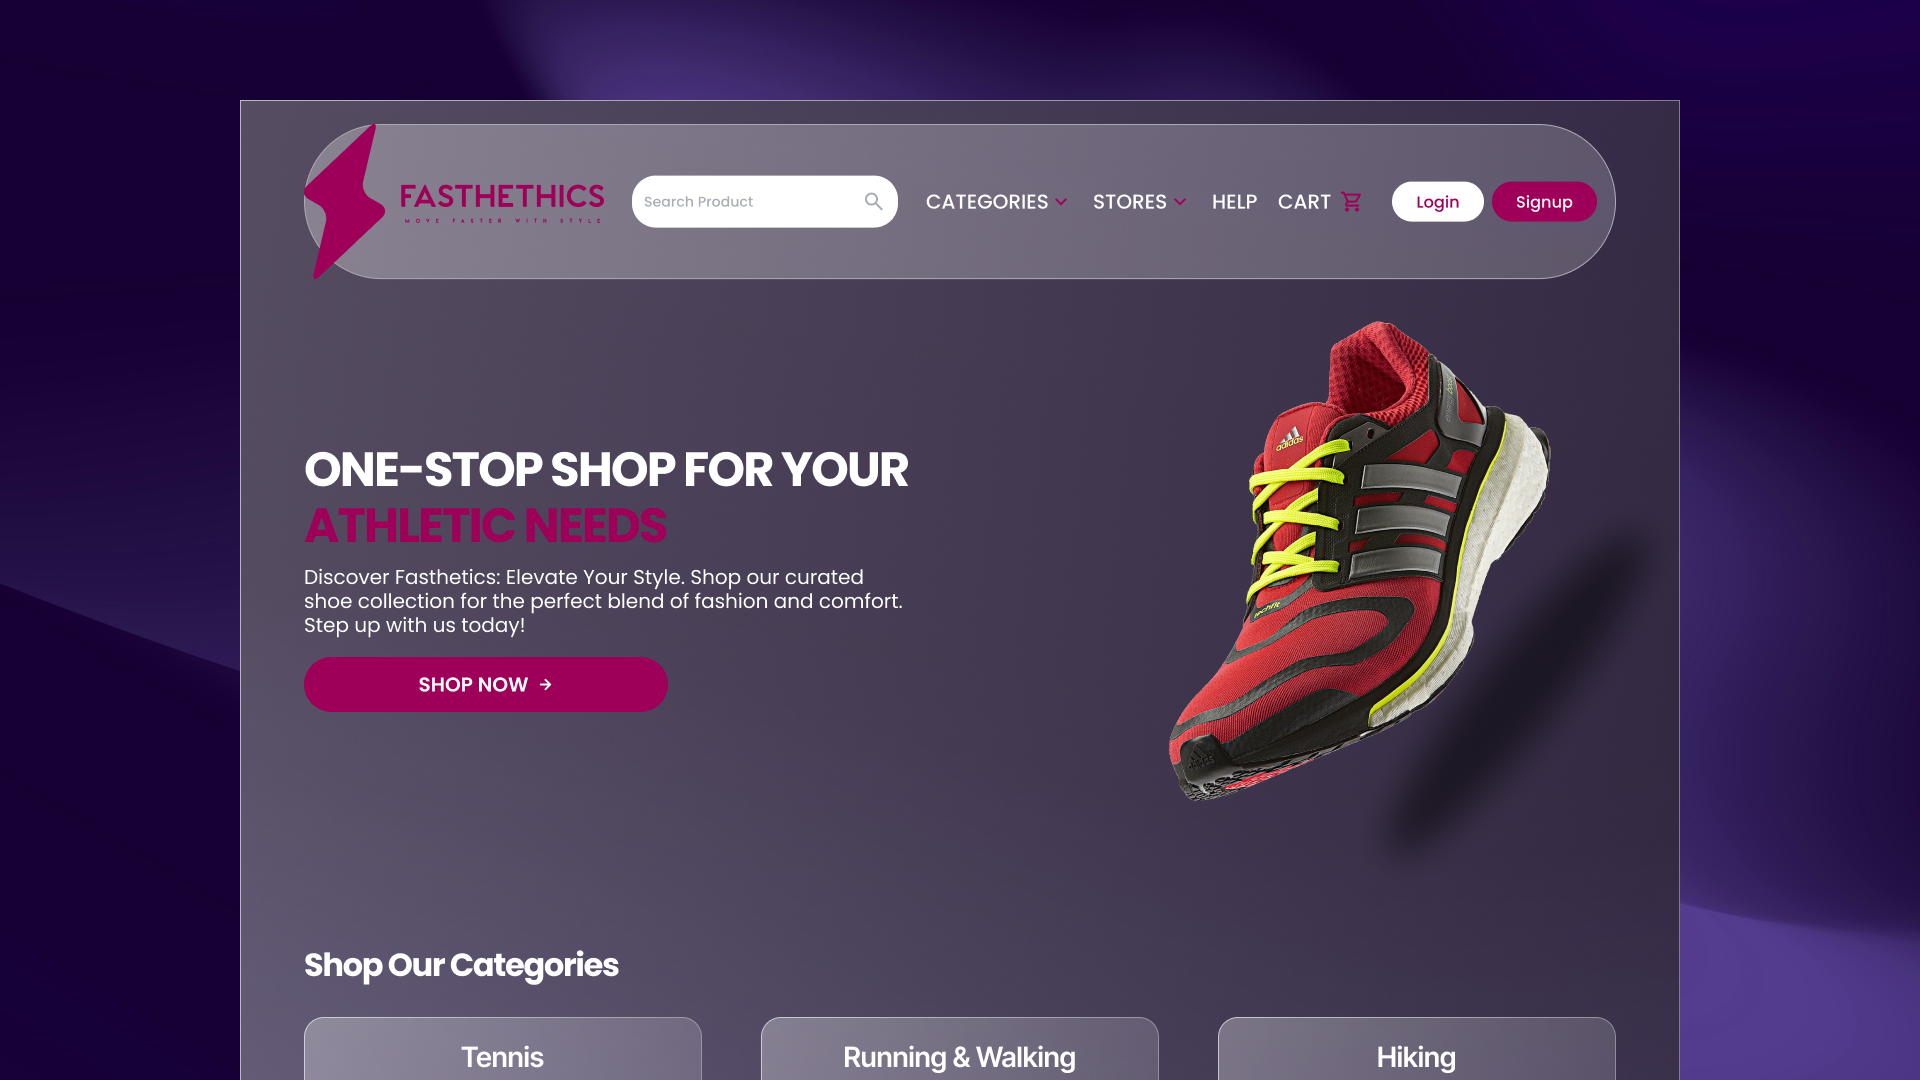 FASTHETHICS
MOVE FASTER WITH STYLE
Search Product
CATEGORIES
STORES
HELP
CART
Login
Signup
ONE-STOP SHOP FOR YOUR
ATHLETIC NEEDS
Discover Fasthetics: Elevate Your Style. Shop our curated
shoe collection for the perfect blend of fashion and comfort.
Step up with us today!
SHOP NOW →
adidas
techfit
adidas
Shop Our Categories
Tennis
Running & Walking
Hiking